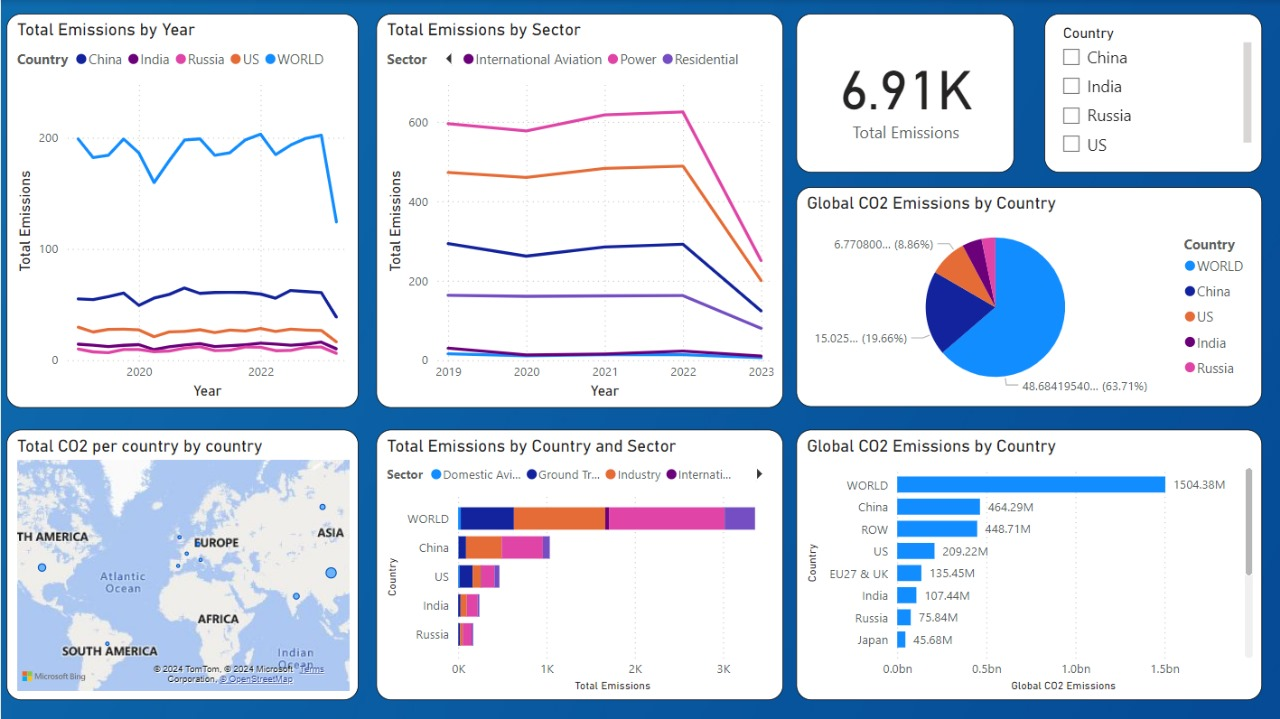 Total Emissions by Year
Country China India Russia US WORLD
200
100
0
Total Emissions
2020 2022
Year
Total Emissions by Sector
Sector International Aviation Power Residential
600
400
200
0
Total Emissions
2019 2020 2021 2022 2023
Year
6.91K
Total Emissions
Country
China
India
Russia
US
Global CO2 Emissions by Country
6.770800... (8.86%)
15.025... (19.66%)
48.68419540... (63.71%)
Country
WORLD
China
US
India
Russia
Total CO2 per country by country
TH AMERICA
EUROPE
ASIA
Atlantic
Ocean
AFRICA
SOUTH AMERICA
Indian
Ocean
Microsoft Bing
© 2024 TomTom, © 2024 Microsoft Terms
Corporation, © OpenStreetMap
Total Emissions by Country and Sector
Sector Domestic Avi... Ground Tr... Industry Internati...
Country
WORLD
China
US
India
Russia
0K 1K 2K 3K
Total Emissions
Global CO2 Emissions by Country
Country
WORLD 1504.38M
China 464.29M
ROW 448.71M
US 209.22M
EU27 & UK 135.45M
India 107.44M
Russia 75.84M
Japan 45.68M
0.0bn 0.5bn 1.0bn 1.5bn
Global CO2 Emissions